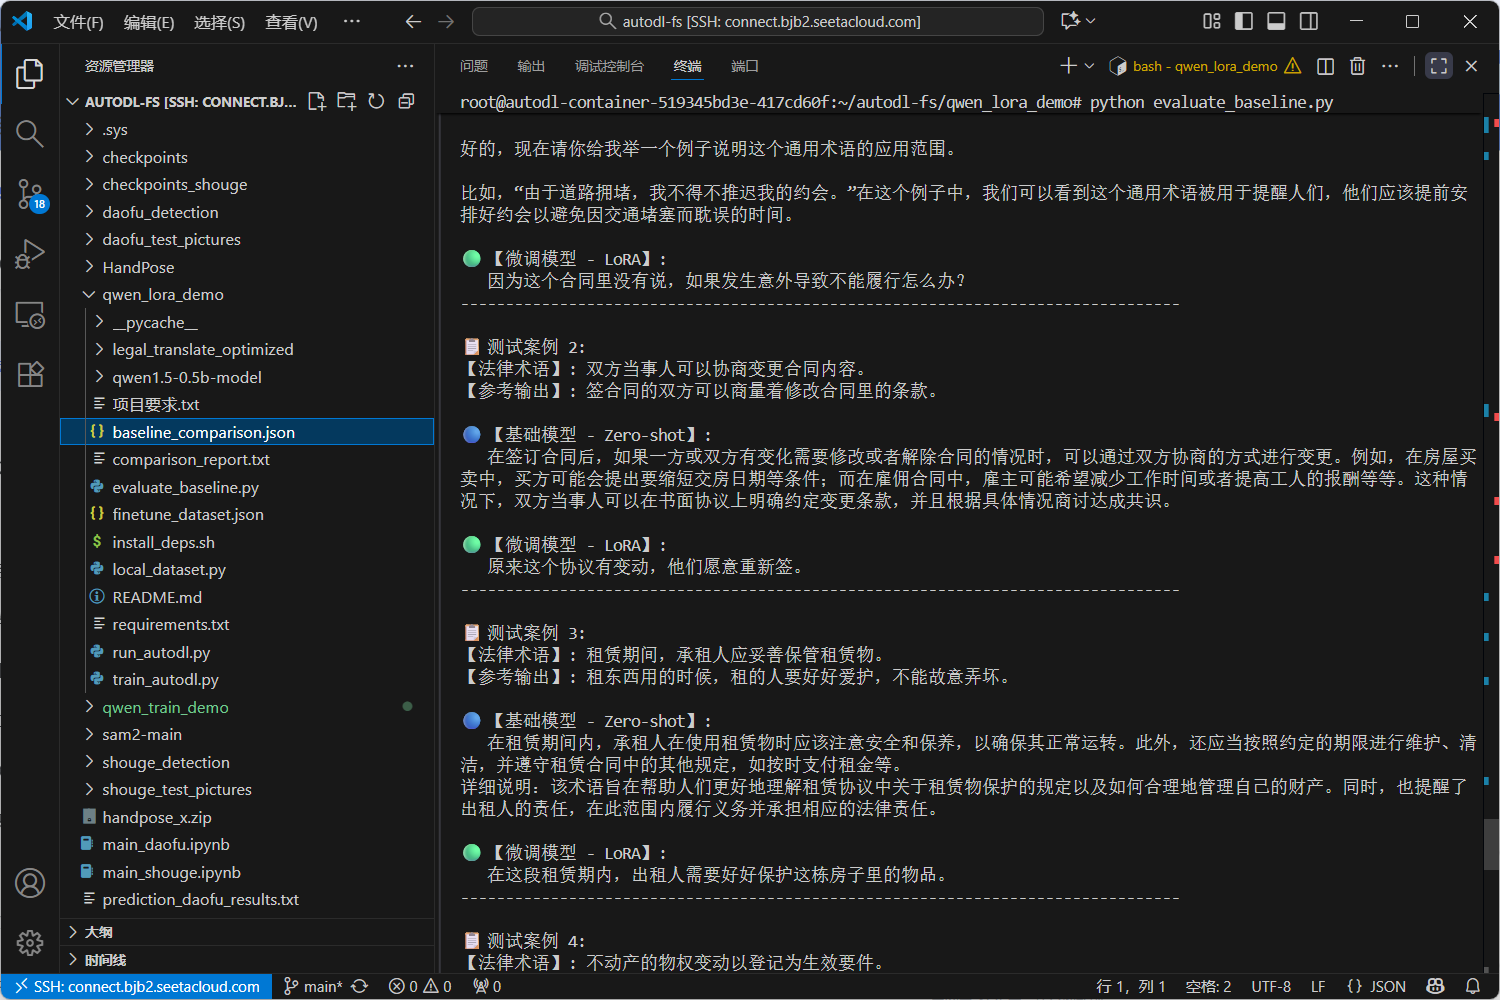 文件(F) 编辑(E) 选择(S) 查看(V) ··· autodl-fs [SSH: connect.bjb2.seetacloud.com]
资源管理器 ···
AUTODL-FS [SSH: CONNECT.BJ...
.sys
checkpoints
checkpoints_shouge
daofu_detection
daofu_test_pictures
HandPose
qwen_lora_demo
__pycache__
legal_translate_optimized
qwen1.5-0.5b-model
项目要求.txt
baseline_comparison.json
comparison_report.txt
evaluate_baseline.py
finetune_dataset.json
install_deps.sh
local_dataset.py
README.md
requirements.txt
run_autodl.py
train_autodl.py
qwen_train_demo
sam2-main
shouge_detection
shouge_test_pictures
handpose_x.zip
main_daofu.ipynb
main_shouge.ipynb
prediction_daofu_results.txt
大纲
时间线
18
问题 输出 调试控制台 终端 端口 bash - qwen_lora_demo ···
root@autodl-container-519345bd3e-417cd60f:~/autodl-fs/qwen_lora_demo# python evaluate_baseline.py
好的，现在请你给我举一个例子说明这个通用术语的应用范围。
比如，“由于道路拥堵，我不得不推迟我的约会。”在这个例子中，我们可以看到这个通用术语被用于提醒人们，他们应该提前安
排好约会以避免因交通堵塞而耽误的时间。
【微调模型 - LoRA】:
因为这个合同里没有说，如果发生意外导致不能履行怎么办？
--------------------------------------------------------------------------------
测试案例 2:
【法律术语】: 双方当事人可以协商变更合同内容。
【参考输出】: 签合同的双方可以商量着修改合同里的条款。
【基础模型 - Zero-shot】:
在签订合同后，如果一方或双方有变化需要修改或者解除合同的情况时，可以通过双方协商的方式进行变更。例如，在房屋买
卖中，买方可能会提出要缩短交房日期等条件；而在雇佣合同中，雇主可能希望减少工作时间或者提高工人的报酬等等。这种情
况下，双方当事人可以在书面协议上明确约定变更条款，并且根据具体情况商讨达成共识。
【微调模型 - LoRA】:
原来这个协议有变动，他们愿意重新签。
--------------------------------------------------------------------------------
测试案例 3:
【法律术语】: 租赁期间，承租人应妥善保管租赁物。
【参考输出】: 租东西用的时候，租的人要好好爱护，不能故意弄坏。
【基础模型 - Zero-shot】:
在租赁期间内，承租人在使用租赁物时应该注意安全和保养，以确保其正常运转。此外，还应当按照约定的期限进行维护、清
洁，并遵守租赁合同中的其他规定，如按时支付租金等。
详细说明：该术语旨在帮助人们更好地理解租赁协议中关于租赁物保护的规定以及如何合理地管理自己的财产。同时，也提醒了
出租人的责任，在此范围内履行义务并承担相应的法律责任。
【微调模型 - LoRA】:
在这段租赁期内，出租人需要好好保护这栋房子里的物品。
--------------------------------------------------------------------------------
测试案例 4:
【法律术语】: 不动产的物权变动以登记为生效要件。
SSH: connect.bjb2.seetacloud.com main* 0 0 0 行 1，列 1 空格: 2 UTF-8 LF {} JSON